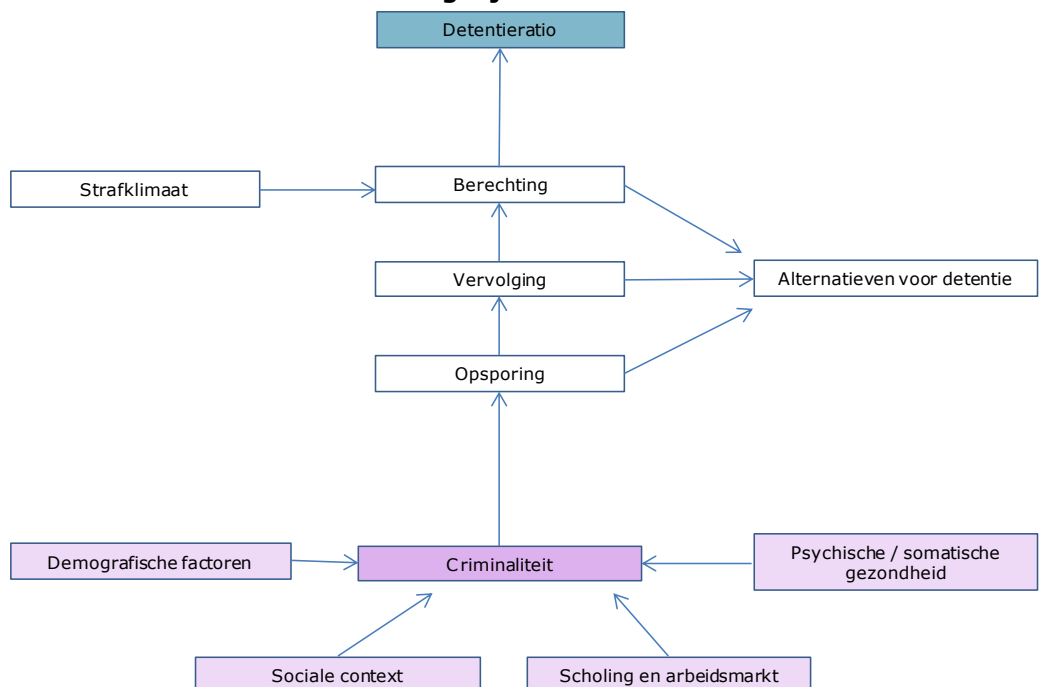 Detentieratio
Strafklimaat
Berechting
Vervolging
Alternatieven voor detentie
Opsporing
Demografische factoren
Criminaliteit
Psychische / somatische
gezondheid
Sociale context
Scholing en arbeidsmarkt